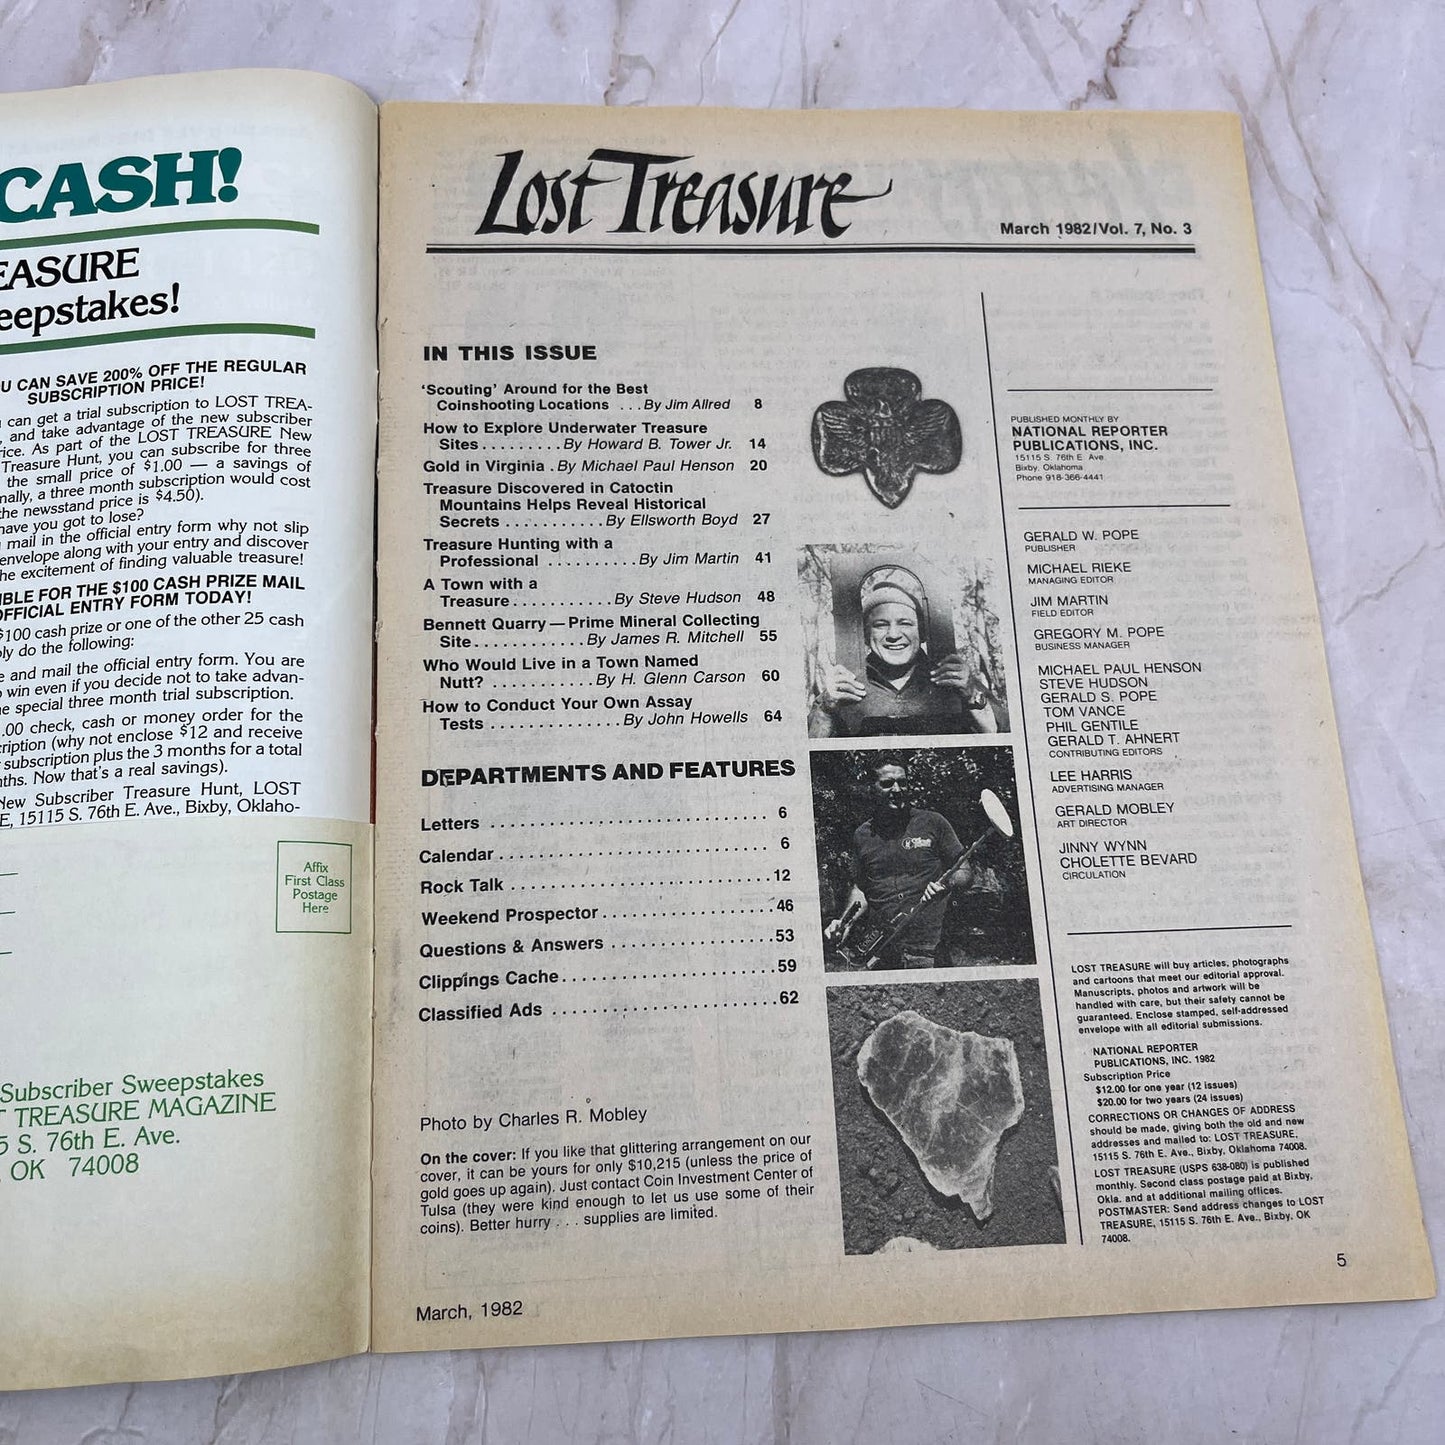 CASH!
EASURE
eepstakes!
U CAN SAVE 200% OFF THE REGULAR
SUBSCRIPTION PRICE!
can get a trial subscription to LOST TREA-
, and take advantage of the new subscriber
rice. As part of the LOST TREASURE New
Treasure Hunt, you can subscribe for three
the small price of $1.00 — a savings of
mally, a three month subscription would cost
the newsstand price is $4.50).
have you got to lose?
mail in the official entry form why not slip
envelope along with your entry and discover
he excitement of finding valuable treasure!
IBLE FOR THE $100 CASH PRIZE MAIL
OFFICIAL ENTRY FORM TODAY!
$100 cash prize or one of the other 25 cash
ply do the following:
e and mail the official entry form. You are
o win even if you decide not to take advan-
he special three month trial subscription.
.00 check, cash or money order for the
cription (why not enclose $12 and receive
subscription plus the 3 months for a total
nths. Now that's a real savings).
New Subscriber Treasure Hunt, LOST
E, 15115 S. 76th E. Ave., Bixby, Oklaho-
Affix
First Class
Postage
Here
Subscriber Sweepstakes
T TREASURE MAGAZINE
5 S. 76th E. Ave.
OK 74008
Lost Treasure
March 1982/Vol. 7, No. 3
IN THIS ISSUE
'Scouting' Around for the Best
Coinshooting Locations ...By Jim Allred 8
How to Explore Underwater Treasure
Sites.........By Howard B. Tower Jr. 14
Gold in Virginia .By Michael Paul Henson 20
Treasure Discovered in Catoctin
Mountains Helps Reveal Historical
Secrets ...........By Ellsworth Boyd 27
Treasure Hunting with a
Professional ..........By Jim Martin 41
A Town with a
Treasure...........By Steve Hudson 48
Bennett Quarry — Prime Mineral Collecting
Site...........By James R. Mitchell 55
Who Would Live in a Town Named
Nutt? ...........By H. Glenn Carson 60
How to Conduct Your Own Assay
Tests ..............By John Howells 64
DEPARTMENTS AND FEATURES
Letters ........................... 6
Calendar .......................... 6
Rock Talk .........................12
Weekend Prospector.................46
Questions & Answers ...............53
Clippings Cache....................59
Classified Ads ....................62
Photo by Charles R. Mobley
On the cover: If you like that glittering arrangement on our
cover, it can be yours for only $10,215 (unless the price of
gold goes up again). Just contact Coin Investment Center of
Tulsa (they were kind enough to let us use some of their
coins). Better hurry . . . supplies are limited.
March, 1982
PUBLISHED MONTHLY BY
NATIONAL REPORTER
PUBLICATIONS, INC.
15115 S. 76th E. Ave.
Bixby, Oklahoma
Phone 918-366-4441
GERALD W. POPE
PUBLISHER
MICHAEL RIEKE
MANAGING EDITOR
JIM MARTIN
FIELD EDITOR
GREGORY M. POPE
BUSINESS MANAGER
MICHAEL PAUL HENSON
STEVE HUDSON
GERALD S. POPE
TOM VANCE
PHIL GENTILE
GERALD T. AHNERT
CONTRIBUTING EDITORS
LEE HARRIS
ADVERTISING MANAGER
GERALD MOBLEY
ART DIRECTOR
JINNY WYNN
CHOLETTE BEVARD
CIRCULATION
LOST TREASURE will buy articles, photographs
and cartoons that meet our editorial approval.
Manuscripts, photos and artwork will be
handled with care, but their safety cannot be
guaranteed. Enclose stamped, self-addressed
envelope with all editorial submissions.
NATIONAL REPORTER
PUBLICATIONS, INC. 1982
Subscription Price
$12.00 for one year (12 issues)
$20.00 for two years (24 issues)
CORRECTIONS OR CHANGES OF ADDRESS
should be made, giving both the old and new
addresses and mailed to: LOST TREASURE,
15115 S. 76th E. Ave., Bixby, Oklahoma 74008.
LOST TREASURE (USPS 638-080) is published
monthly. Second class postage paid at Bixby,
Okla. and at additional mailing offices.
POSTMASTER: Send address changes to LOST
TREASURE, 15115 S. 76th E. Ave., Bixby, OK
74008.
5